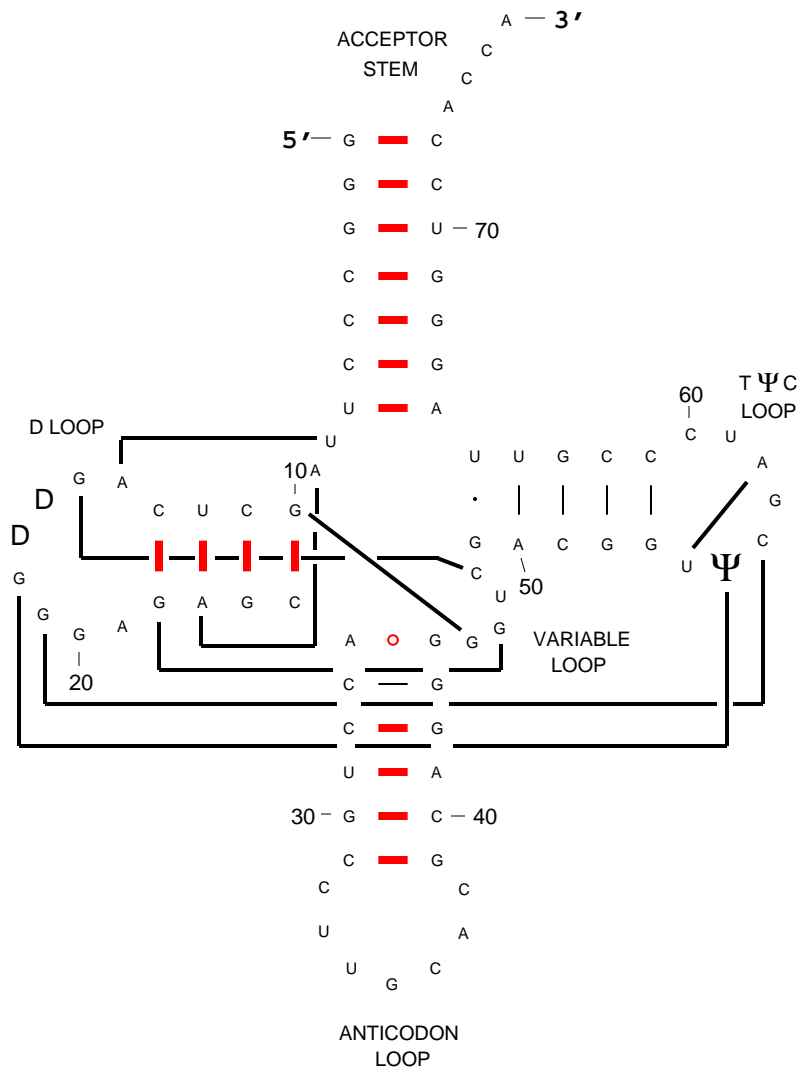 A — 3′
C
ACCEPTOR
STEM
C
A
5′ — G C
G C
G U — 70
C G
C G
C G
U A
T Ψ C
LOOP
60
C U
D LOOP
U
U U G C C
A
G A
10
A
D
C U C G
G
D
G A C G G U Ψ C
C
50
G
G A G C
U
G G A
A G G G
VARIABLE
LOOP
20
C G
C G
U A
30 — G C — 40
C G
C C
U A
U G C
ANTICODON
LOOP